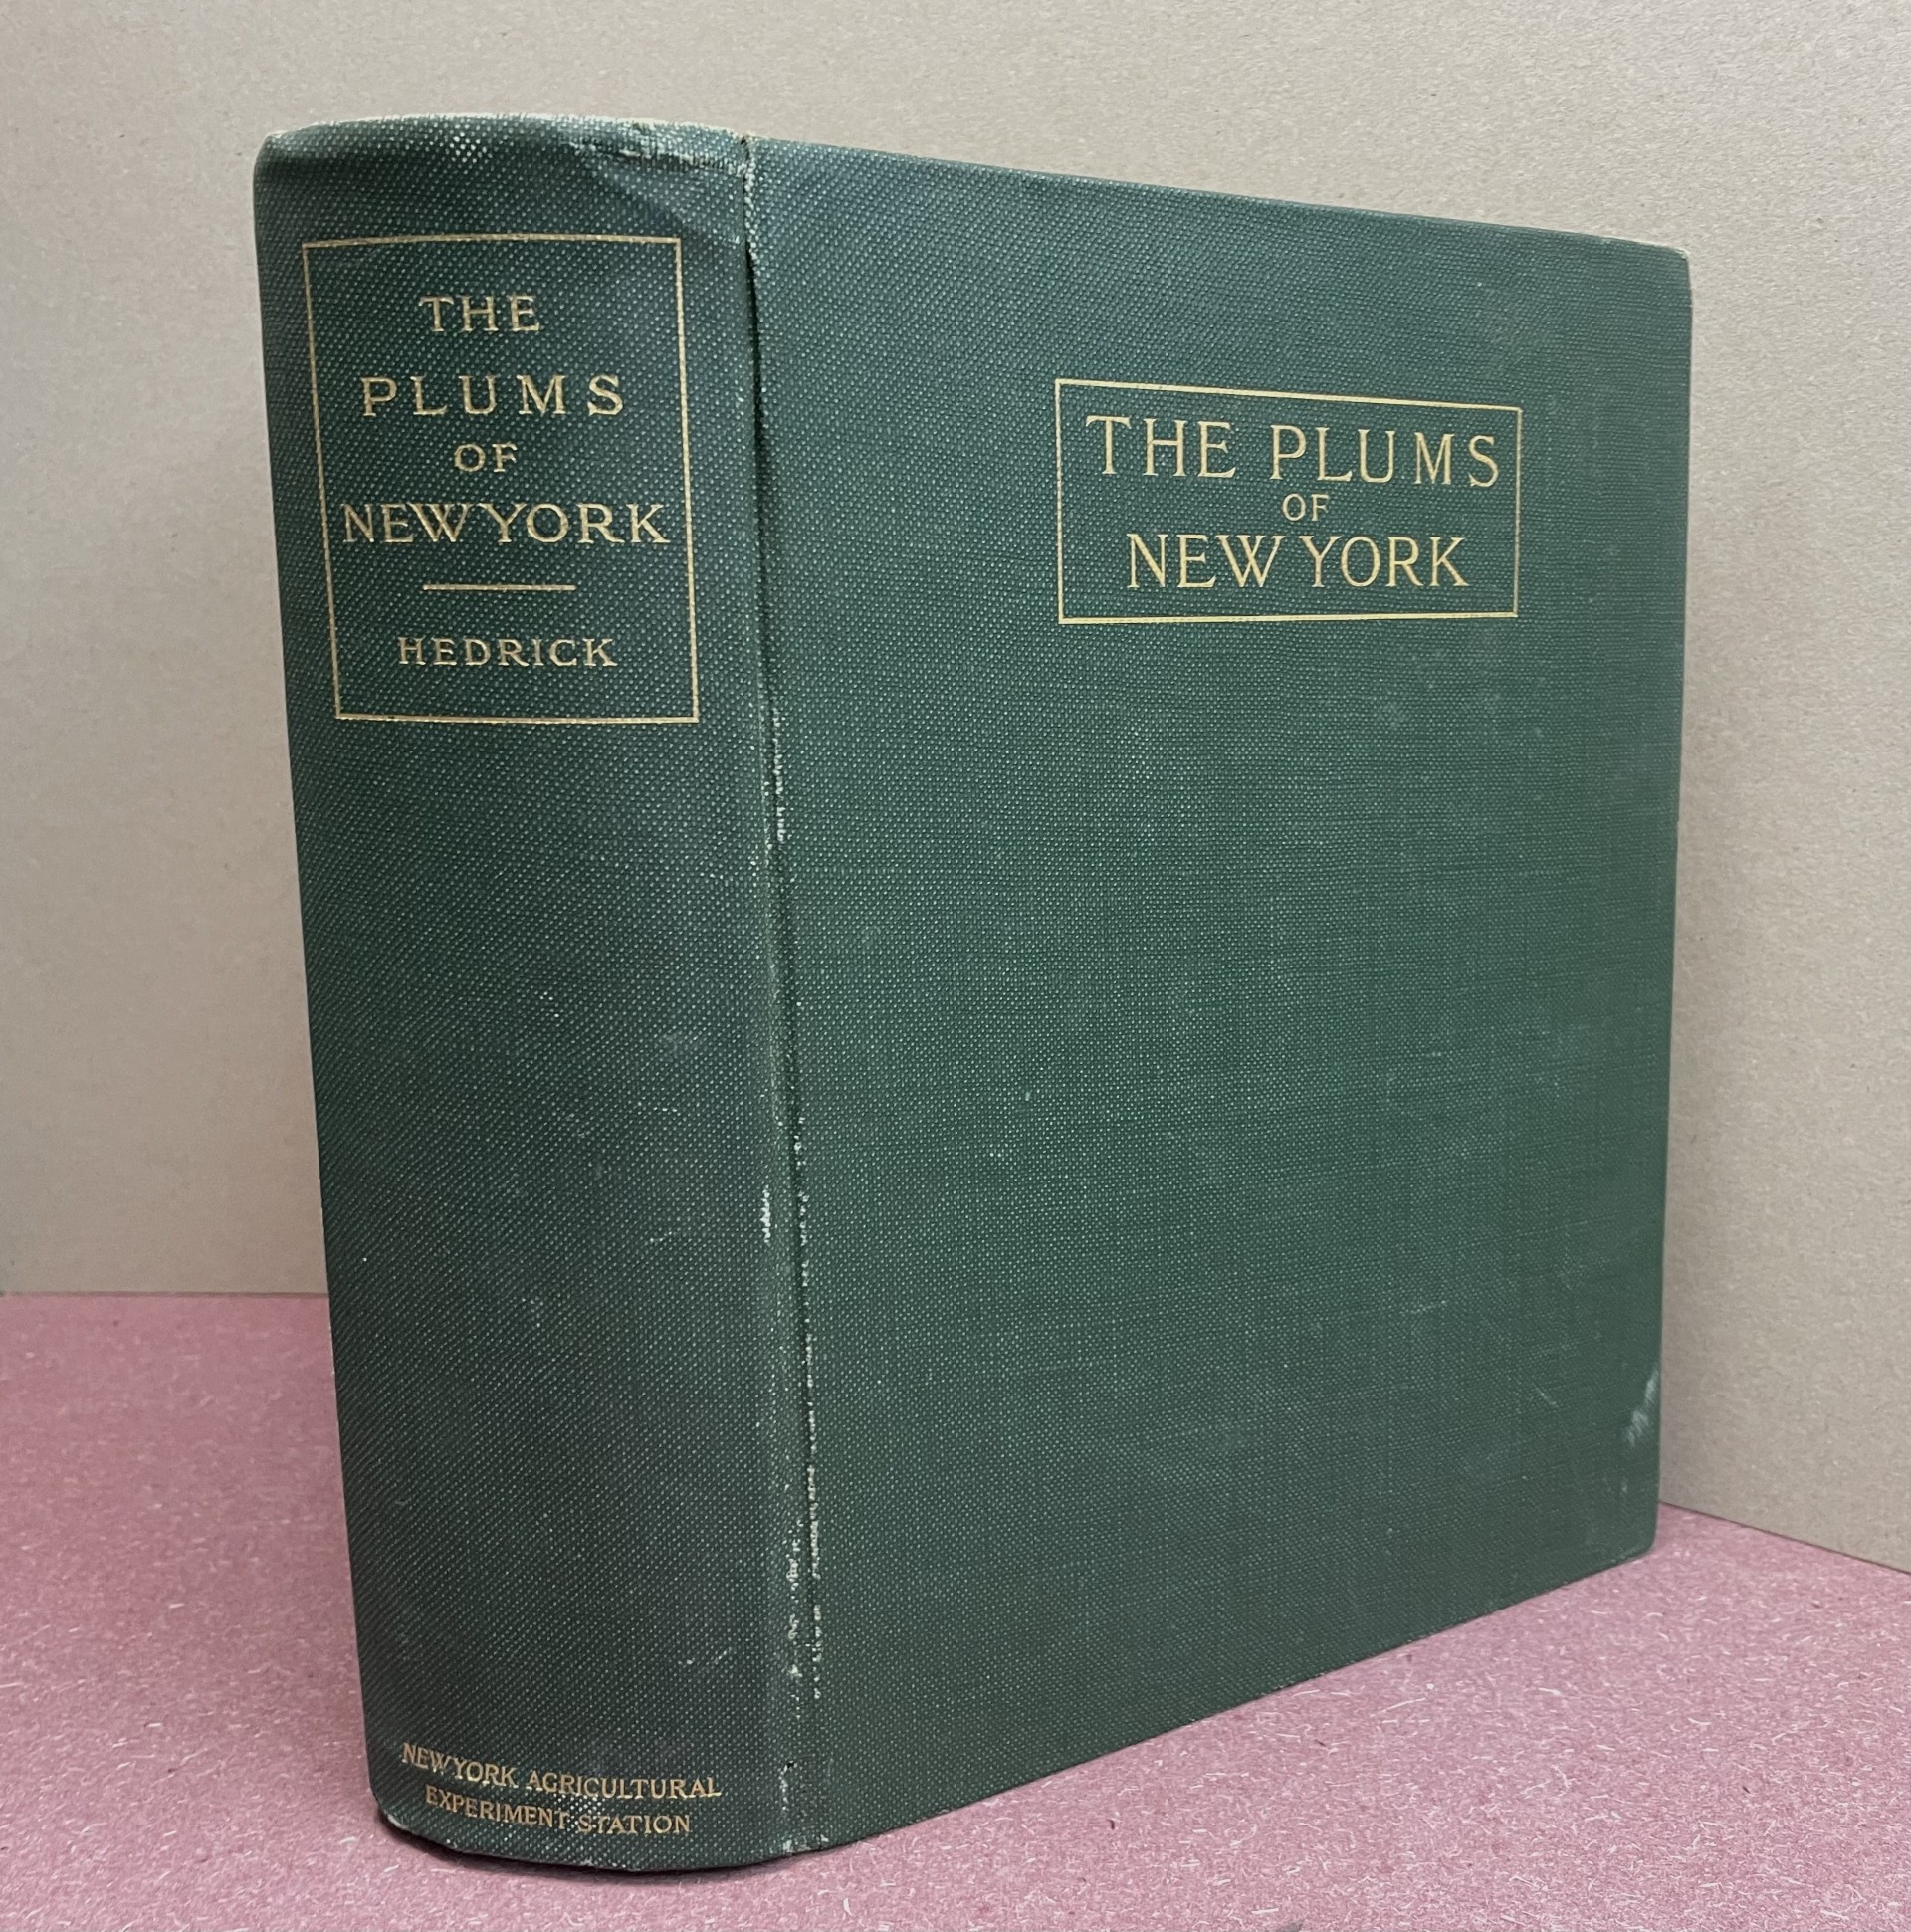 THE
PLUMS
OF
NEW YORK
HEDRICK
NEW YORK AGRICULTURAL
EXPERIMENT STATION
THE PLUMS
OF
NEW YORK